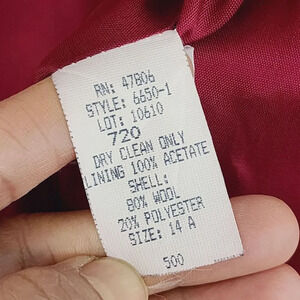 RN: 47806
STYLE: 6650-1
LOT: 10610
720
DRY CLEAN ONLY
LINING 100% ACETATE
SHELL:
80% WOOL
20% POLYESTER
SIZE: 14 A
500